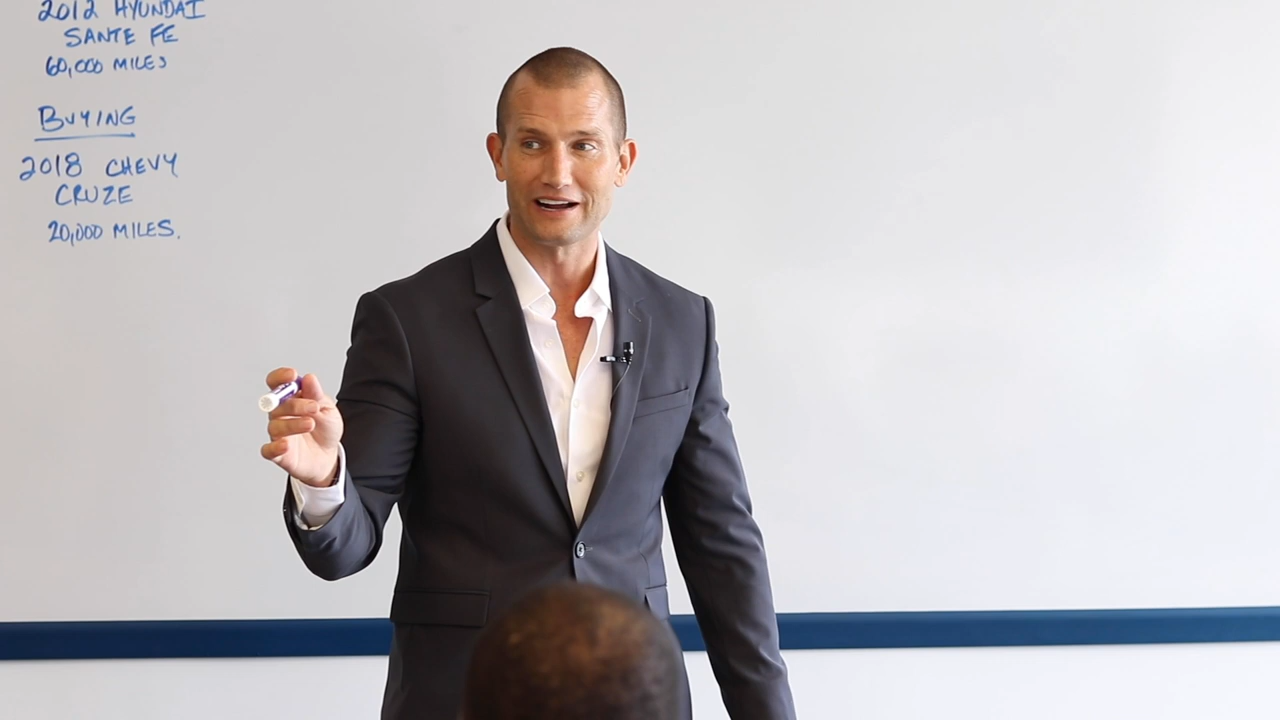 2012 HYUNDAI
SANTE FE
60,000 MILES
BUYING
2018 CHEVY
CRUZE
20,000 MILES.